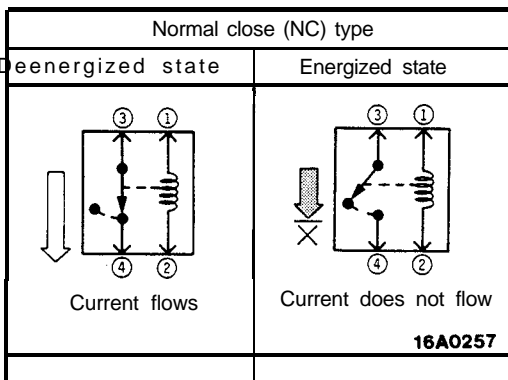 Normal close (NC) type
Deenergized state
Energized state
③ ①
④ ②
Current flows
③ ①
④ ②
Current does not flow
16A0257